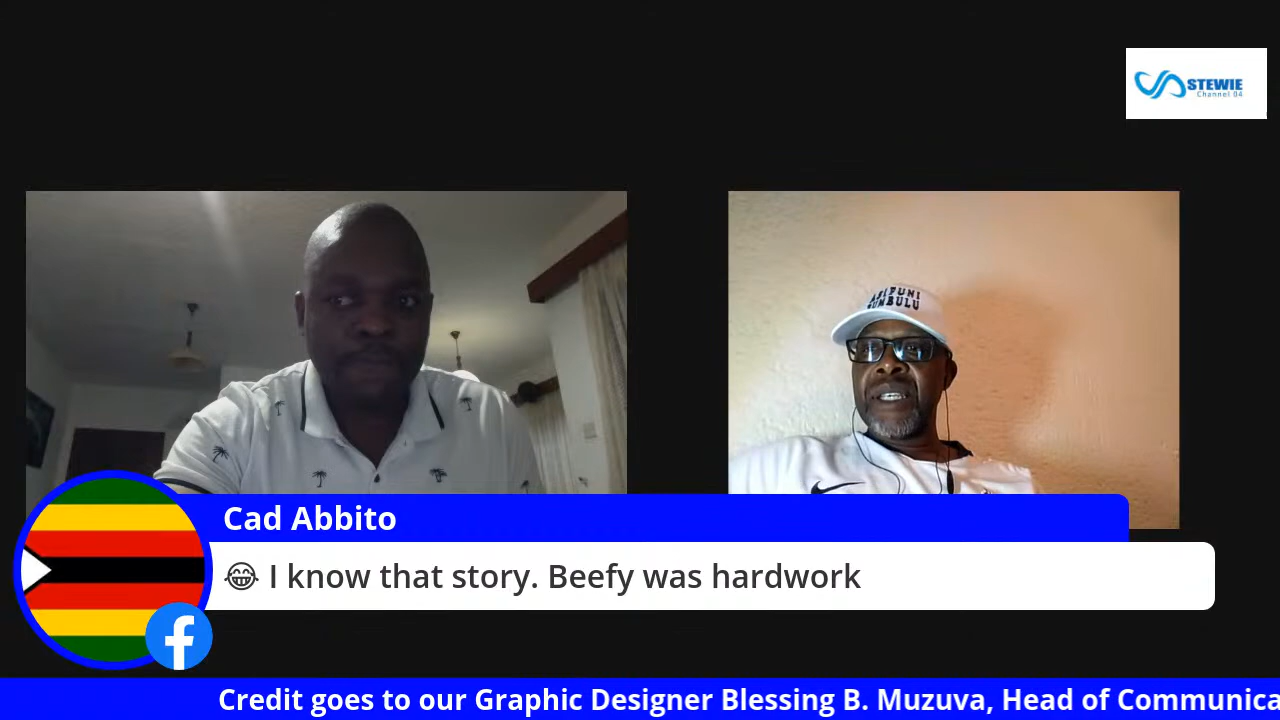 STEWIE
Channel 04
Cad Abbito
😂 I know that story. Beefy was hardwork
Credit goes to our Graphic Designer Blessing B. Muzuva, Head of Communica